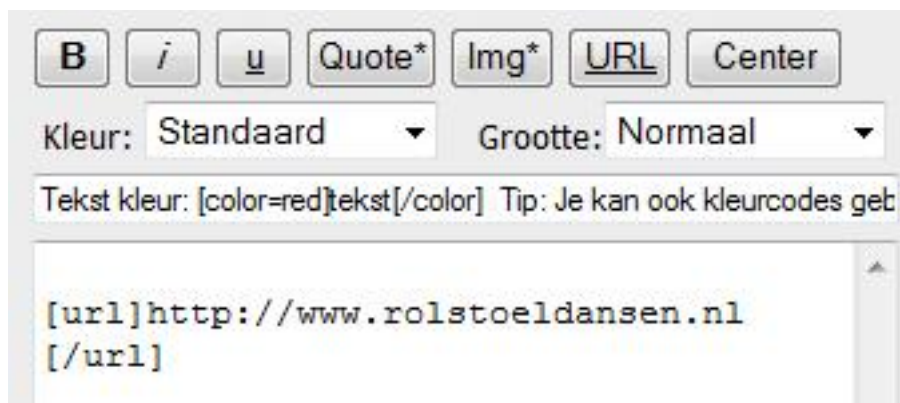 B i u Quote* Img* URL Center
Kleur: Standaard Grootte: Normaal
Tekst kleur: [color=red]tekst[/color] Tip: Je kan ook kleurcodes geb
[url]http://www.rolstoeldansen.nl
[/url]